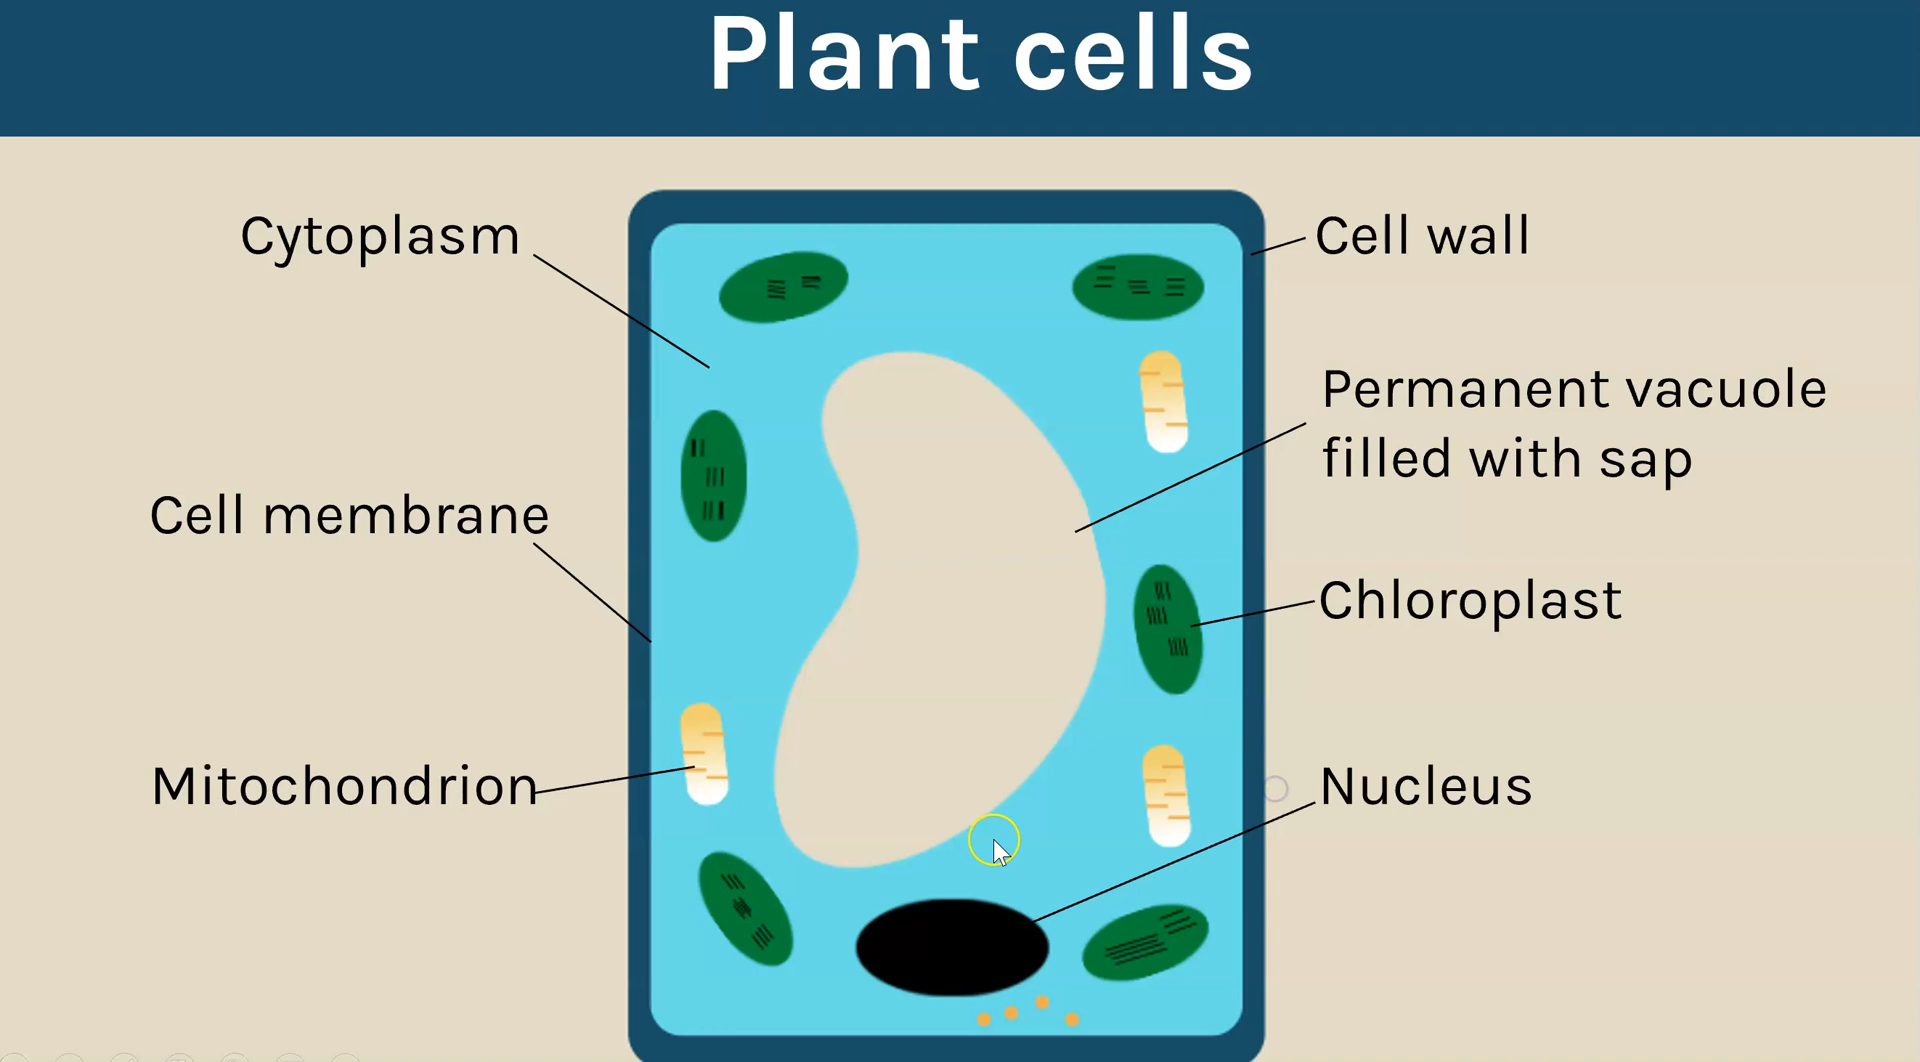 Plant cells
Cytoplasm
Cell wall
Permanent vacuole
filled with sap
Cell membrane
Chloroplast
Mitochondrion
Nucleus